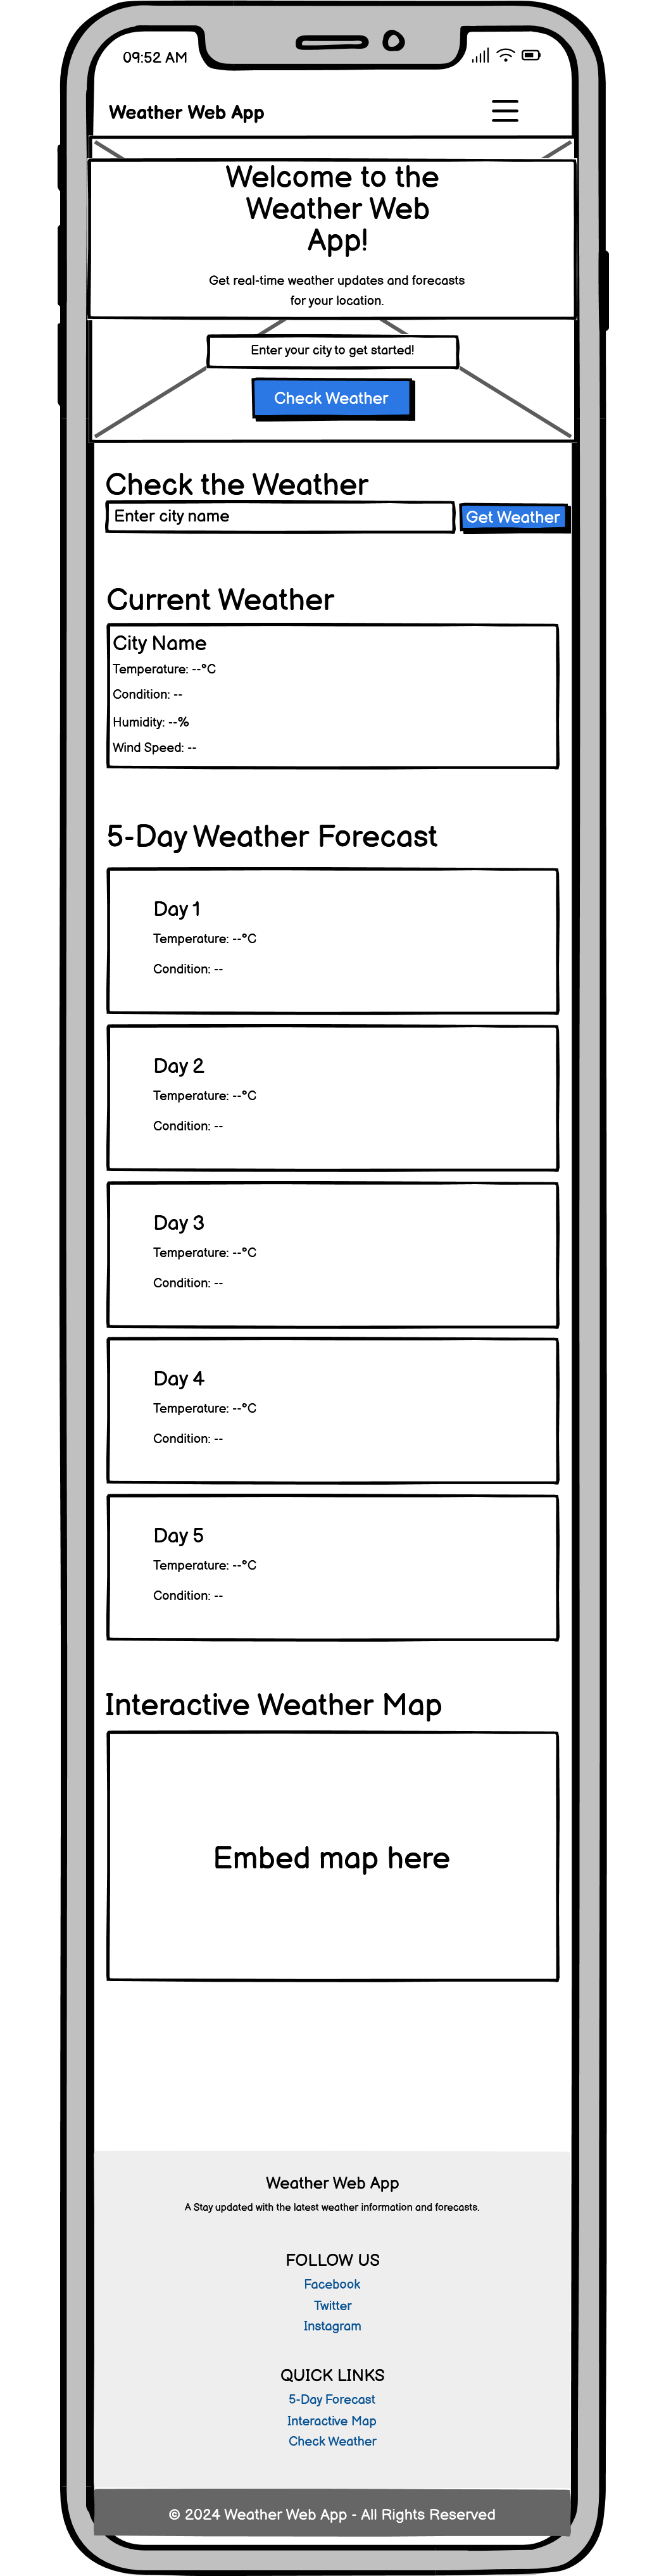 09:52 AM
Weather Web App
Welcome to the
Weather Web
App!
Get real-time weather updates and forecasts
for your location.
Enter your city to get started!
Check Weather
Check the Weather
Enter city name
Get Weather
Current Weather
City Name
Temperature: --°C
Condition: --
Humidity: --%
Wind Speed: --
5-Day Weather Forecast
Day 1
Temperature: --°C
Condition: --
Day 2
Temperature: --°C
Condition: --
Day 3
Temperature: --°C
Condition: --
Day 4
Temperature: --°C
Condition: --
Day 5
Temperature: --°C
Condition: --
Interactive Weather Map
Embed map here
Weather Web App
A Stay updated with the latest weather information and forecasts.
FOLLOW US
Facebook
Twitter
Instagram
QUICK LINKS
5-Day Forecast
Interactive Map
Check Weather
© 2024 Weather Web App - All Rights Reserved